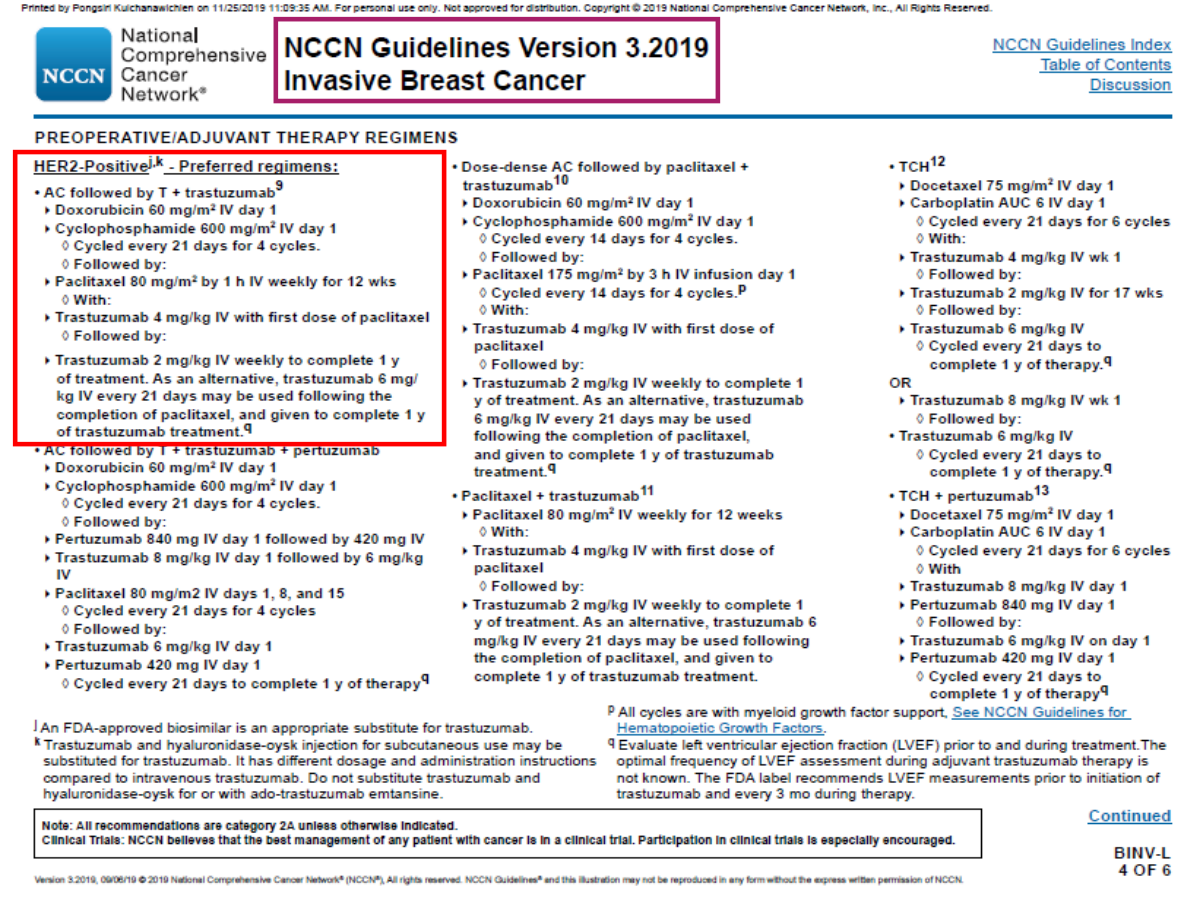 Printed by Pongsiri Kuichanawichien on 11/25/2019 11:09:35 AM. For personal use only. Not approved for distribution. Copyright © 2019 National Comprehensive Cancer Network, Inc., All Rights Reserved.
NCCN
National
Comprehensive
Cancer
Network®
NCCN Guidelines Version 3.2019
Invasive Breast Cancer
NCCN Guidelines Index
Table of Contents
Discussion
PREOPERATIVE/ADJUVANT THERAPY REGIMENS
HER2-Positive j,k - Preferred regimens:
• AC followed by T + trastuzumab9
‣ Doxorubicin 60 mg/m² IV day 1
‣ Cyclophosphamide 600 mg/m² IV day 1
◊ Cycled every 21 days for 4 cycles.
◊ Followed by:
‣ Paclitaxel 80 mg/m² by 1 h IV weekly for 12 wks
◊ With:
‣ Trastuzumab 4 mg/kg IV with first dose of paclitaxel
◊ Followed by:
‣ Trastuzumab 2 mg/kg IV weekly to complete 1 y
of treatment. As an alternative, trastuzumab 6 mg/
kg IV every 21 days may be used following the
completion of paclitaxel, and given to complete 1 y
of trastuzumab treatment.q
• AC followed by T + trastuzumab + pertuzumab
‣ Doxorubicin 60 mg/m² IV day 1
‣ Cyclophosphamide 600 mg/m² IV day 1
◊ Cycled every 21 days for 4 cycles.
◊ Followed by:
‣ Pertuzumab 840 mg IV day 1 followed by 420 mg IV
‣ Trastuzumab 8 mg/kg IV day 1 followed by 6 mg/kg
IV
‣ Paclitaxel 80 mg/m2 IV days 1, 8, and 15
◊ Cycled every 21 days for 4 cycles
◊ Followed by:
‣ Trastuzumab 6 mg/kg IV day 1
‣ Pertuzumab 420 mg IV day 1
◊ Cycled every 21 days to complete 1 y of therapyq
• Dose-dense AC followed by paclitaxel +
trastuzumab10
‣ Doxorubicin 60 mg/m² IV day 1
‣ Cyclophosphamide 600 mg/m² IV day 1
◊ Cycled every 14 days for 4 cycles.
◊ Followed by:
‣ Paclitaxel 175 mg/m² by 3 h IV infusion day 1
◊ Cycled every 14 days for 4 cycles.p
◊ With:
‣ Trastuzumab 4 mg/kg IV with first dose of
paclitaxel
◊ Followed by:
‣ Trastuzumab 2 mg/kg IV weekly to complete 1
y of treatment. As an alternative, trastuzumab
6 mg/kg IV every 21 days may be used
following the completion of paclitaxel,
and given to complete 1 y of trastuzumab
treatment.q
• Paclitaxel + trastuzumab11
‣ Paclitaxel 80 mg/m² IV weekly for 12 weeks
◊ With:
‣ Trastuzumab 4 mg/kg IV with first dose of
paclitaxel
◊ Followed by:
‣ Trastuzumab 2 mg/kg IV weekly to complete 1
y of treatment. As an alternative, trastuzumab 6
mg/kg IV every 21 days may be used following
the completion of paclitaxel, and given to
complete 1 y of trastuzumab treatment.
• TCH12
‣ Docetaxel 75 mg/m² IV day 1
‣ Carboplatin AUC 6 IV day 1
◊ Cycled every 21 days for 6 cycles
◊ With:
‣ Trastuzumab 4 mg/kg IV wk 1
◊ Followed by:
‣ Trastuzumab 2 mg/kg IV for 17 wks
◊ Followed by:
‣ Trastuzumab 6 mg/kg IV
◊ Cycled every 21 days to
complete 1 y of therapy.q
OR
‣ Trastuzumab 8 mg/kg IV wk 1
◊ Followed by:
• Trastuzumab 6 mg/kg IV
◊ Cycled every 21 days to
complete 1 y of therapy.q
• TCH + pertuzumab13
‣ Docetaxel 75 mg/m² IV day 1
‣ Carboplatin AUC 6 IV day 1
◊ Cycled every 21 days for 6 cycles
◊ With
‣ Trastuzumab 8 mg/kg IV day 1
‣ Pertuzumab 840 mg IV day 1
◊ Followed by:
‣ Trastuzumab 6 mg/kg IV on day 1
‣ Pertuzumab 420 mg IV day 1
◊ Cycled every 21 days to
complete 1 y of therapyq
j An FDA-approved biosimilar is an appropriate substitute for trastuzumab.
k Trastuzumab and hyaluronidase-oysk injection for subcutaneous use may be
substituted for trastuzumab. It has different dosage and administration instructions
compared to intravenous trastuzumab. Do not substitute trastuzumab and
hyaluronidase-oysk for or with ado-trastuzumab emtansine.
p All cycles are with myeloid growth factor support, See NCCN Guidelines for
Hematopoietic Growth Factors.
q Evaluate left ventricular ejection fraction (LVEF) prior to and during treatment.The
optimal frequency of LVEF assessment during adjuvant trastuzumab therapy is
not known. The FDA label recommends LVEF measurements prior to initiation of
trastuzumab and every 3 mo during therapy.
Note: All recommendations are category 2A unless otherwise indicated.
Clinical Trials: NCCN believes that the best management of any patient with cancer is in a clinical trial. Participation in clinical trials is especially encouraged.
Continued
BINV-L
4 OF 6
Version 3.2019, 09/06/19 © 2019 National Comprehensive Cancer Network® (NCCN®), All rights reserved. NCCN Guidelines® and this illustration may not be reproduced in any form without the express written permission of NCCN.